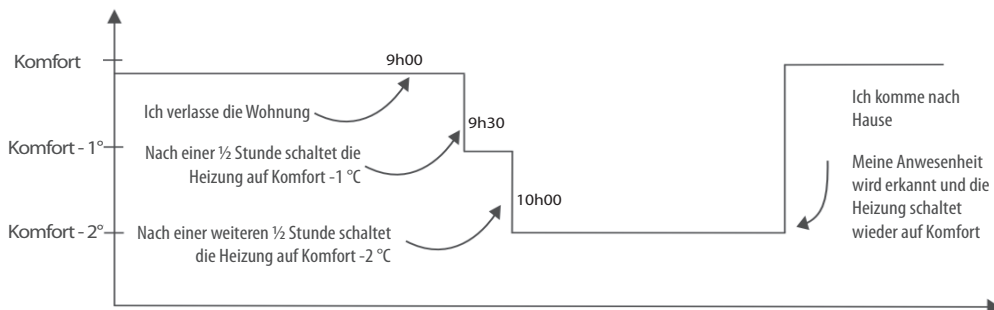 Komfort
9h00
Ich verlasse die Wohnung
9h30
Komfort - 1°
Nach einer ½ Stunde schaltet die
Heizung auf Komfort -1 °C
10h00
Komfort - 2°
Nach einer weiteren ½ Stunde schaltet
die Heizung auf Komfort -2 °C
Ich komme nach
Hause
Meine Anwesenheit
wird erkannt und die
Heizung schaltet
wieder auf Komfort